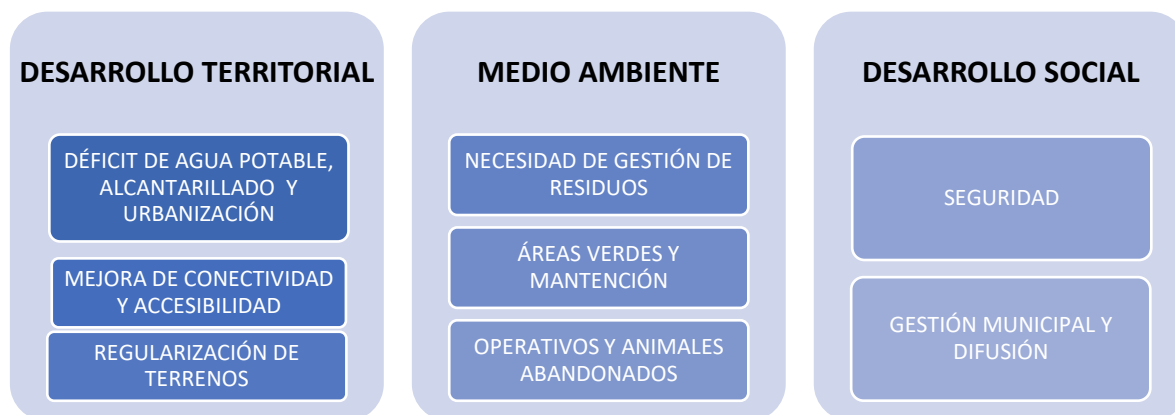 DESARROLLO TERRITORIAL
DÉFICIT DE AGUA POTABLE,
ALCANTARILLADO Y
URBANIZACIÓN
MEJORA DE CONECTIVIDAD
Y ACCESIBILIDAD
REGULARIZACIÓN DE
TERRENOS
MEDIO AMBIENTE
NECESIDAD DE GESTIÓN DE
RESIDUOS
ÁREAS VERDES Y
MANTENCIÓN
OPERATIVOS Y ANIMALES
ABANDONADOS
DESARROLLO SOCIAL
SEGURIDAD
GESTIÓN MUNICIPAL Y
DIFUSIÓN